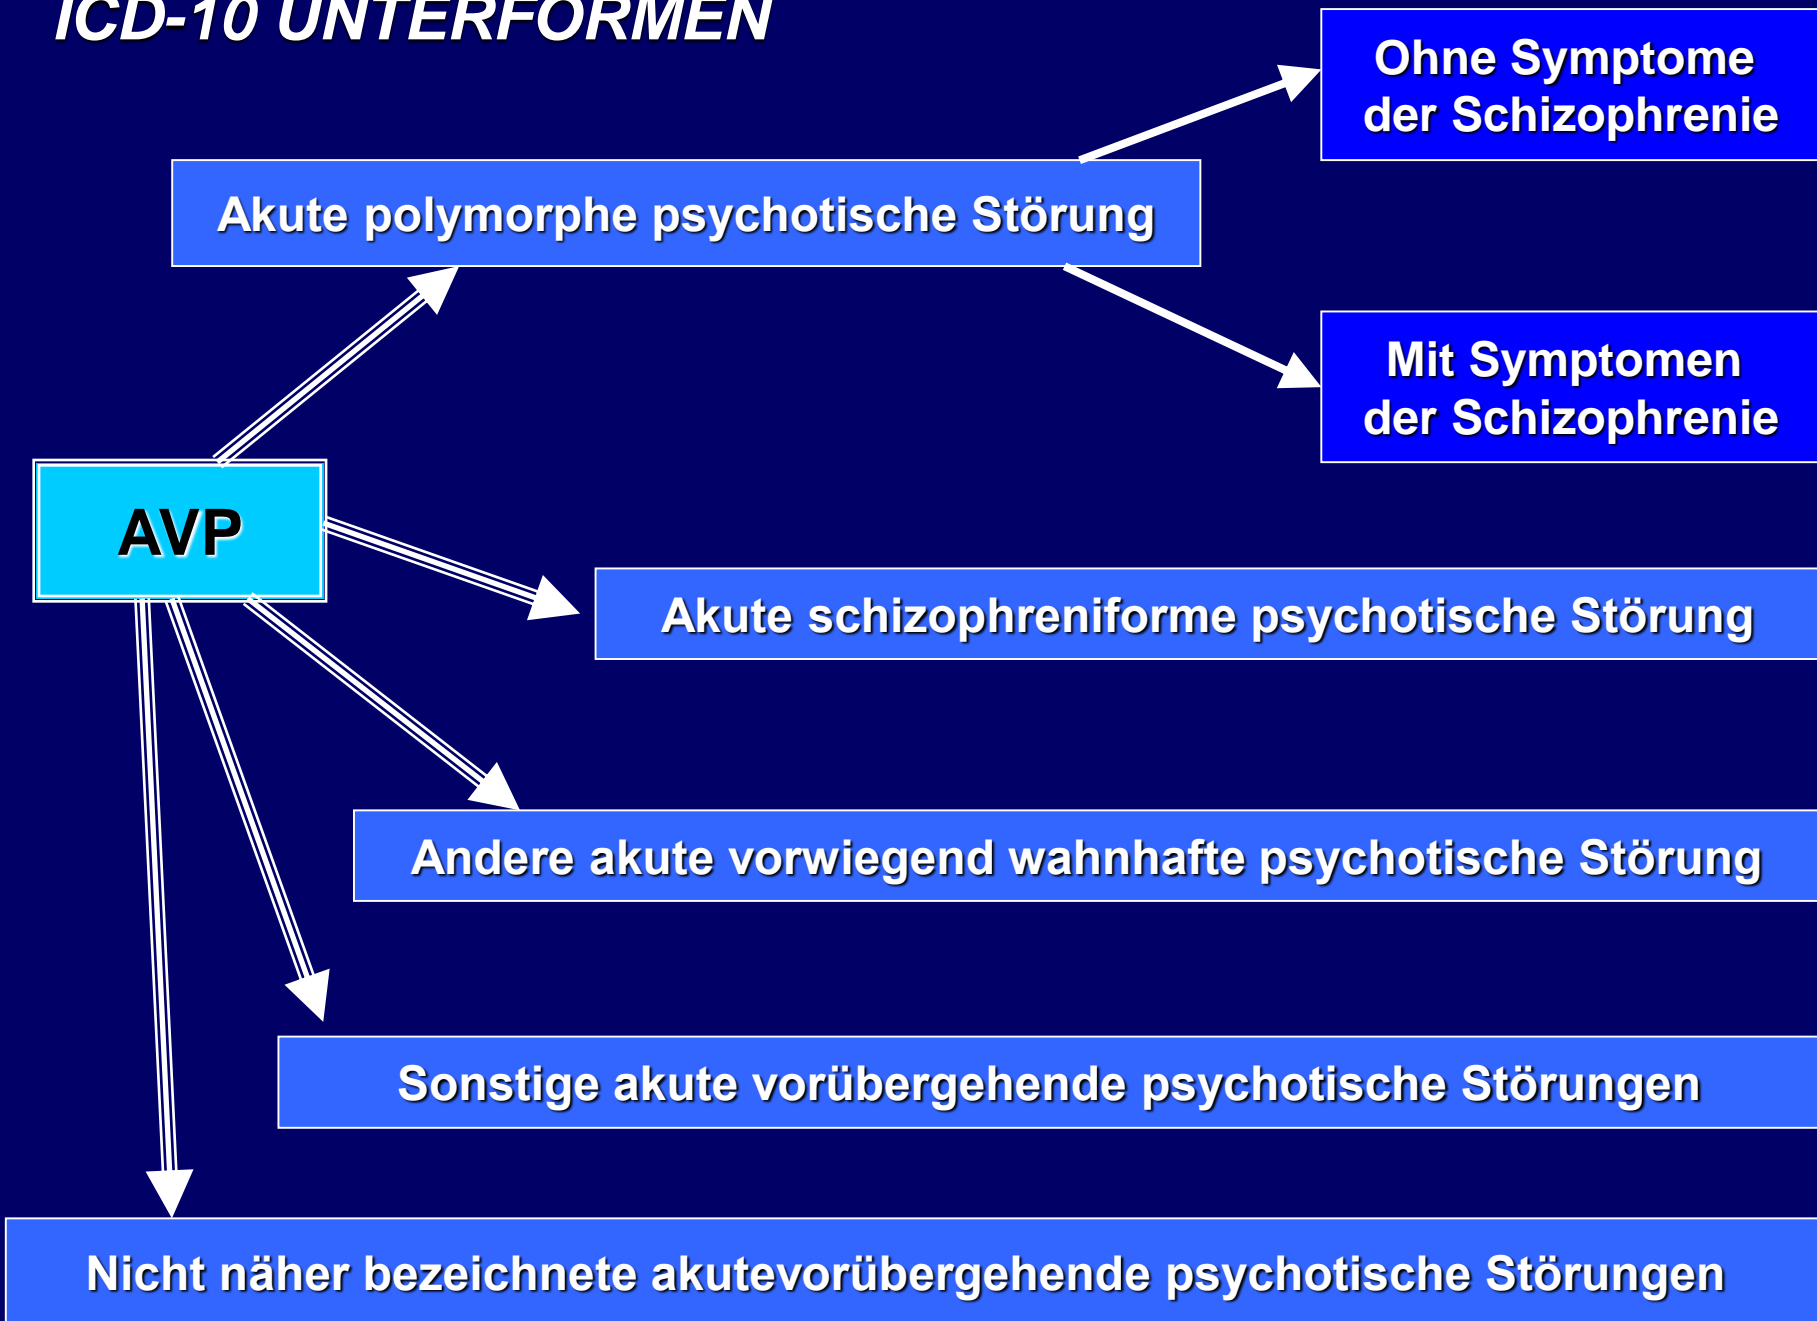 ICD-10 UNTERFORMEN
Ohne Symptome
der Schizophrenie
Akute polymorphe psychotische Störung
Mit Symptomen
der Schizophrenie
AVP
Akute schizophreniforme psychotische Störung
Andere akute vorwiegend wahnhafte psychotische Störung
Sonstige akute vorübergehende psychotische Störungen
Nicht näher bezeichnete akutevorübergehende psychotische Störungen